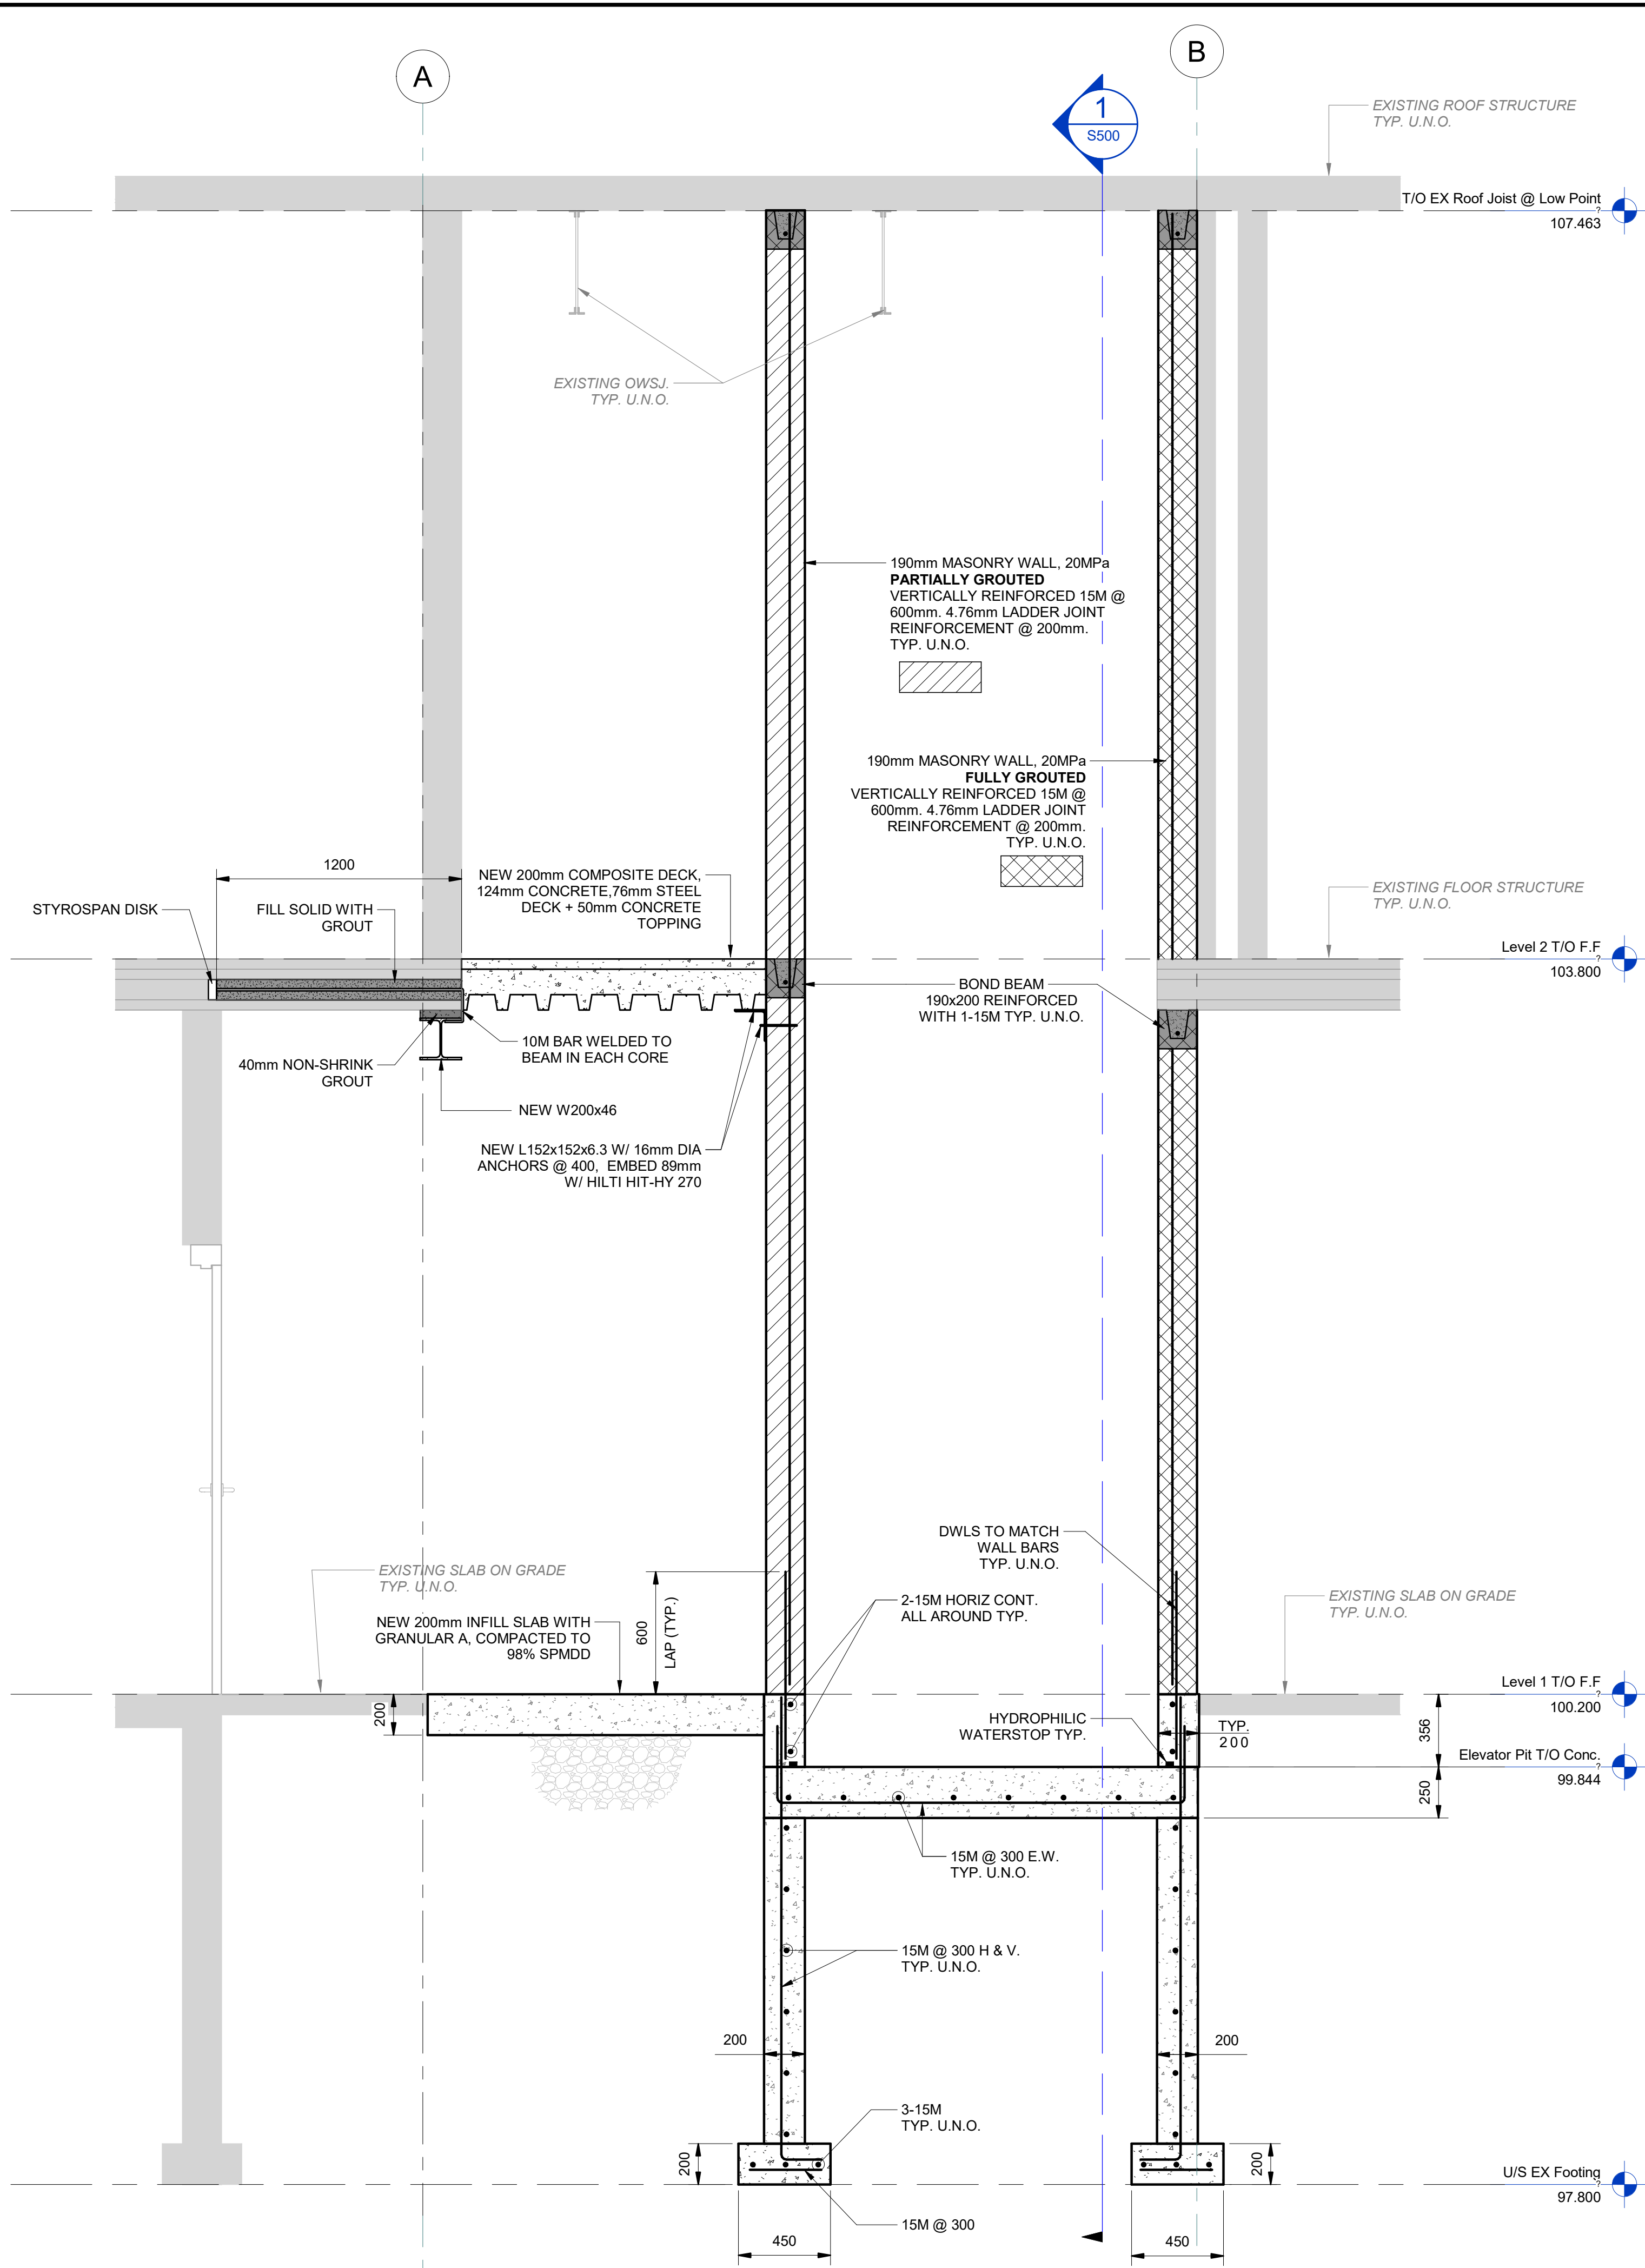 A
B
1
S500
EXISTING ROOF STRUCTURE
TYP. U.N.O.
T/O EX Roof Joist @ Low Point
?
107.463
EXISTING OWSJ.
TYP. U.N.O.
190mm MASONRY WALL, 20MPa
PARTIALLY GROUTED
VERTICALLY REINFORCED 15M @
600mm. 4.76mm LADDER JOINT
REINFORCEMENT @ 200mm.
TYP. U.N.O.
190mm MASONRY WALL, 20MPa
FULLY GROUTED
VERTICALLY REINFORCED 15M @
600mm. 4.76mm LADDER JOINT
REINFORCEMENT @ 200mm.
TYP. U.N.O.
1200
STYROSPAN DISK
FILL SOLID WITH
GROUT
NEW 200mm COMPOSITE DECK,
124mm CONCRETE,76mm STEEL
DECK + 50mm CONCRETE
TOPPING
EXISTING FLOOR STRUCTURE
TYP. U.N.O.
Level 2 T/O F.F
?
103.800
BOND BEAM
190x200 REINFORCED
WITH 1-15M TYP. U.N.O.
10M BAR WELDED TO
BEAM IN EACH CORE
40mm NON-SHRINK
GROUT
NEW W200x46
NEW L152x152x6.3 W/ 16mm DIA
ANCHORS @ 400, EMBED 89mm
W/ HILTI HIT-HY 270
DWLS TO MATCH
WALL BARS
TYP. U.N.O.
EXISTING SLAB ON GRADE
TYP. U.N.O.
2-15M HORIZ CONT.
ALL AROUND TYP.
EXISTING SLAB ON GRADE
TYP. U.N.O.
NEW 200mm INFILL SLAB WITH
GRANULAR A, COMPACTED TO
98% SPMDD
600
LAP (TYP.)
Level 1 T/O F.F
?
100.200
200
HYDROPHILIC
WATERSTOP TYP.
TYP.
200
356
Elevator Pit T/O Conc.
?
99.844
250
15M @ 300 E.W.
TYP. U.N.O.
15M @ 300 H & V.
TYP. U.N.O.
200
200
3-15M
TYP. U.N.O.
200
200
U/S EX Footing
?
97.800
15M @ 300
450
450